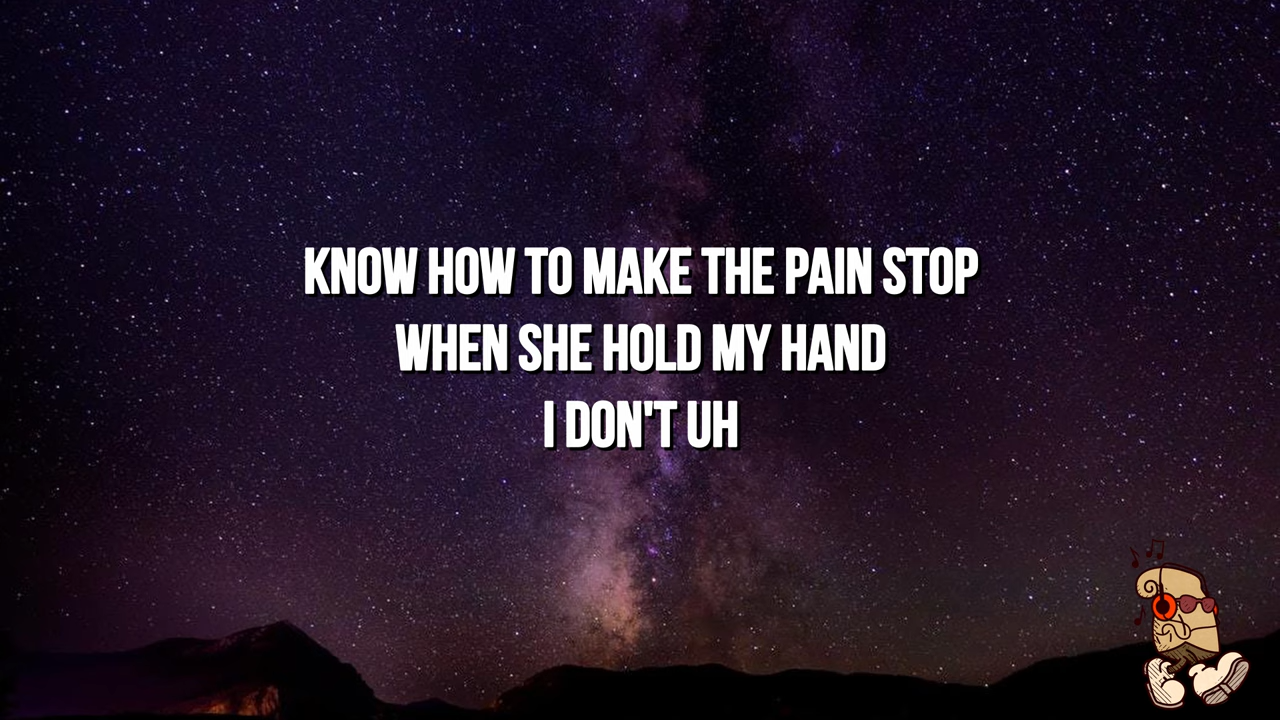 KNOW HOW TO MAKE THE PAIN STOP
WHEN SHE HOLD MY HAND
I DON'T UH